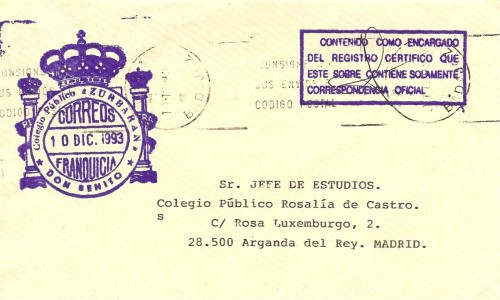 CONTENIDO COMO ENCARGADO
DEL REGISTRO CERTIFICO QUE
ESTE SOBRE CONTIENE SOLAMENTE
CORRESPONDENCIA OFICIAL
Colegio Público «ZURBARAN»
CORREOS
10 DIC. 1993
FRANQUICIA
★ DON BENITO ★
CONSIGNE
CODIGO POSTAL
Sr. JEFE DE ESTUDIOS.
Colegio Público Rosalía de Castro.
s
C/ Rosa Luxemburgo, 2.
28.500 Arganda del Rey. MADRID.